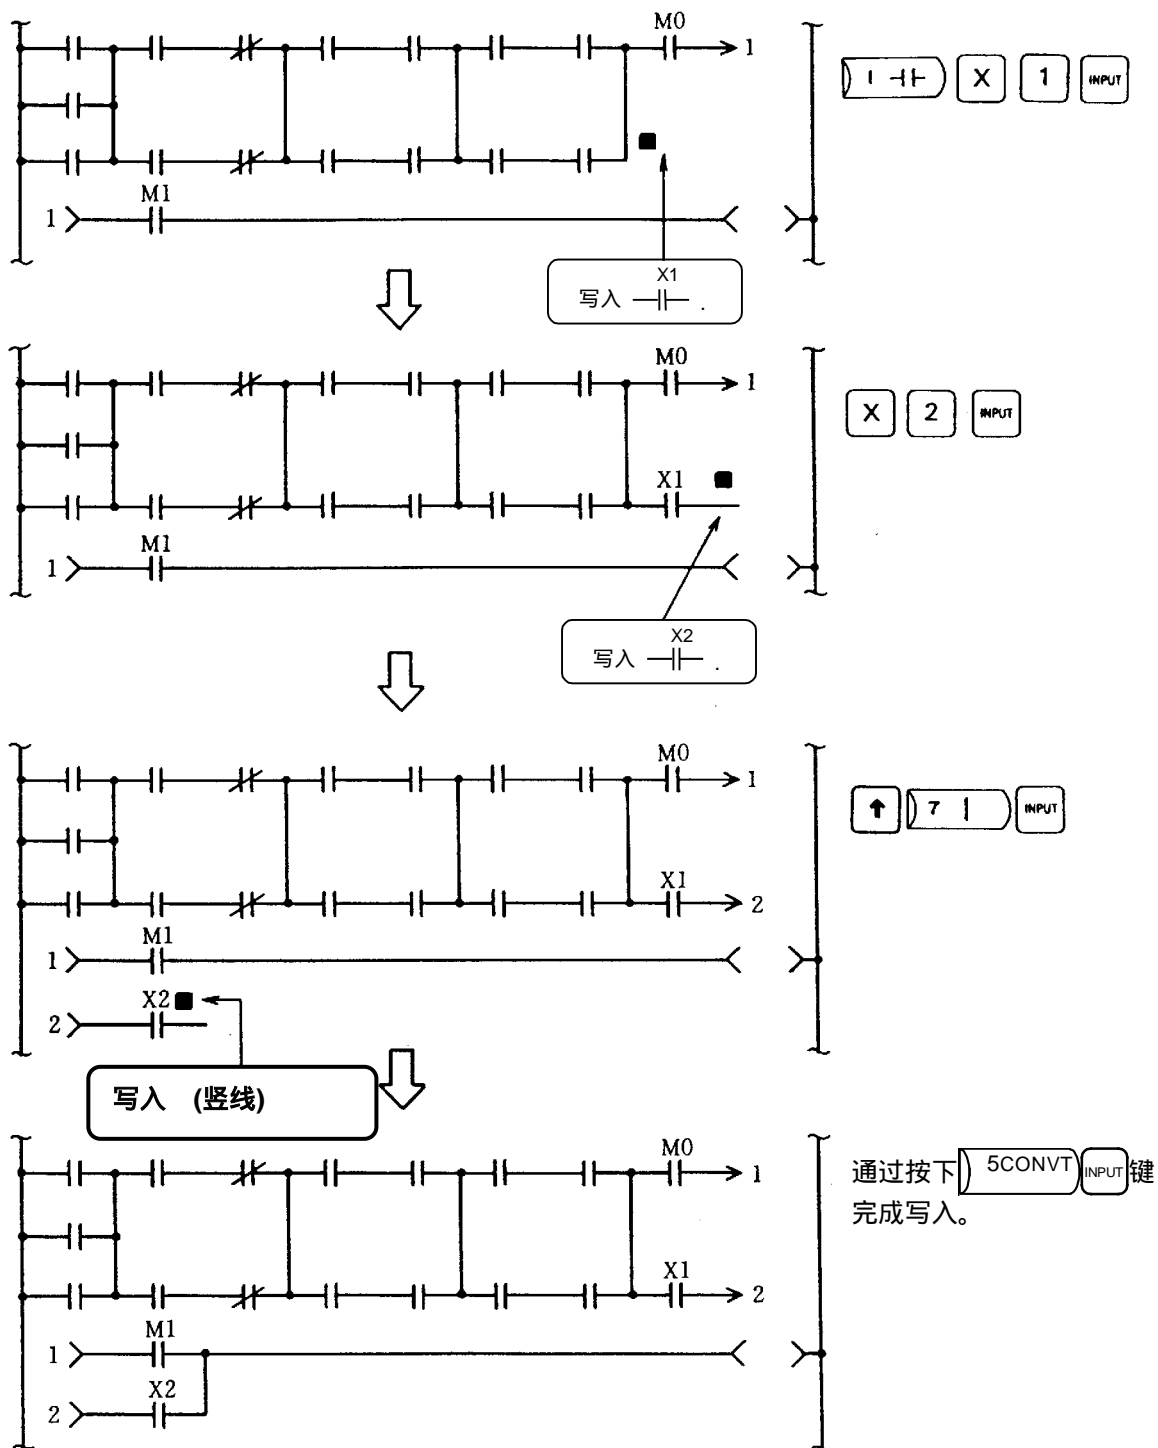 M0
1
1 X 1 INPUT
M1
1
X1
写入 .
M0
1
X 2 INPUT
X1
M1
1
X2
写入 .
M0
1
↑ 7 | INPUT
X1
2
M1
1
X2
2
写入 (竖线)
M0
1
通过按下 5CONVT INPUT 键
完成写入。
X1
2
M1
1
X2
2